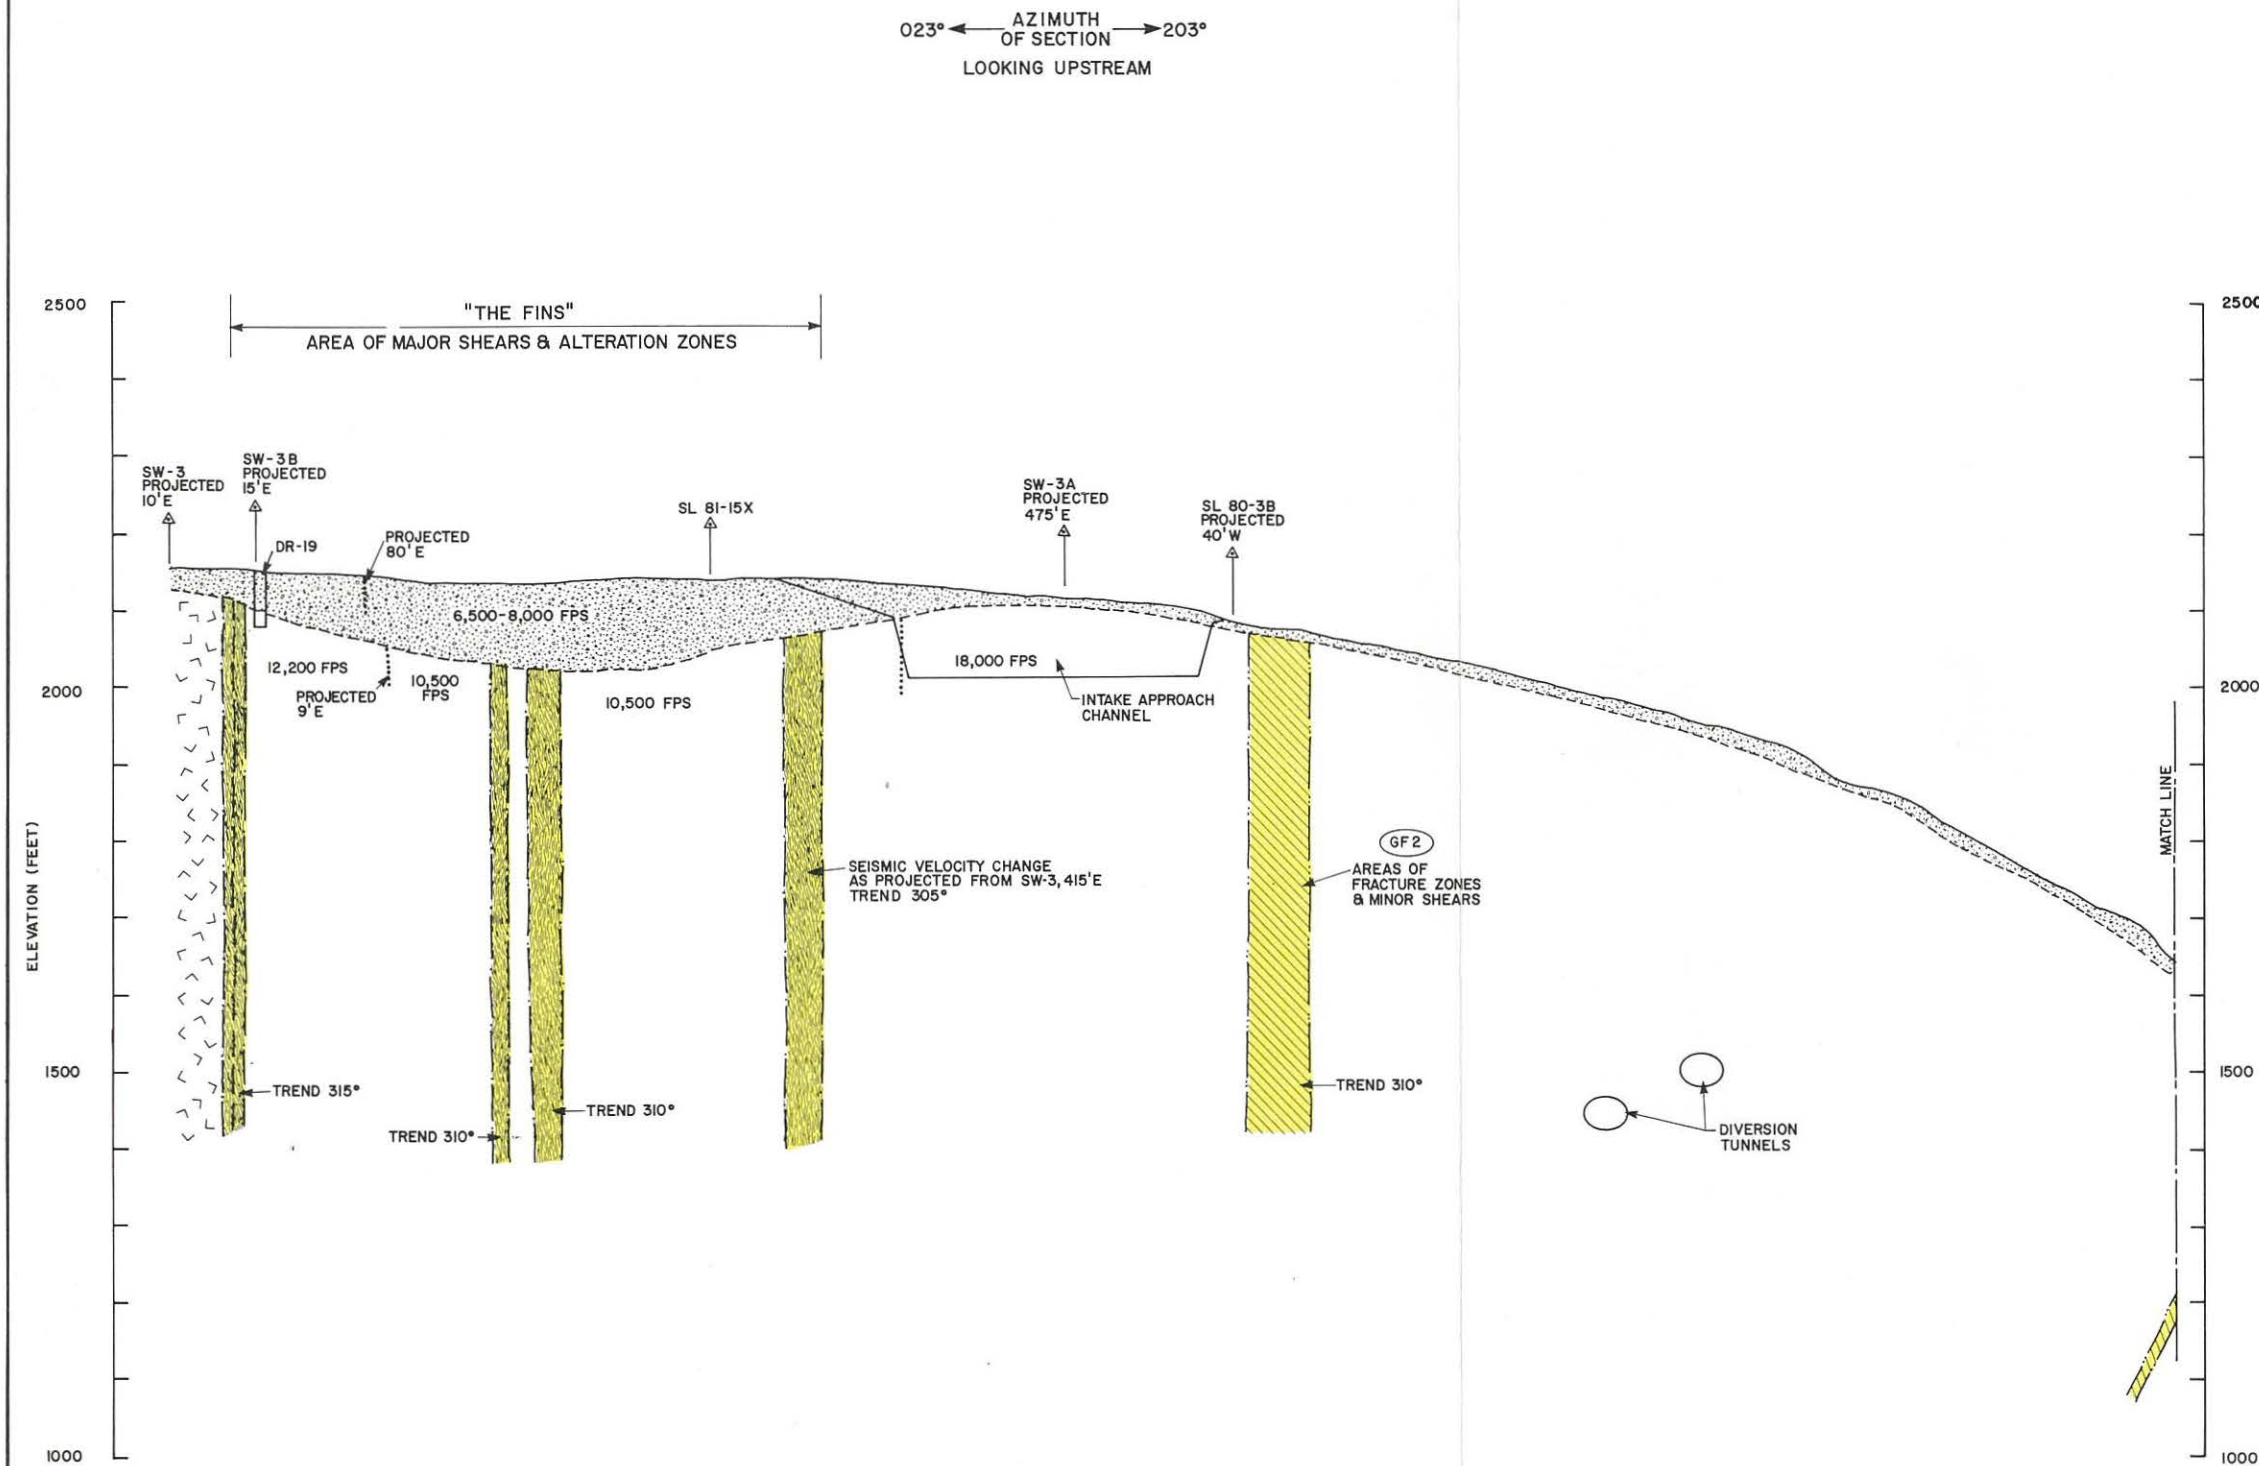 023° AZIMUTH OF SECTION 203°
LOOKING UPSTREAM
2500
2500
"THE FINS"
AREA OF MAJOR SHEARS & ALTERATION ZONES
SW-3
PROJECTED
10'E
SW-3B
PROJECTED
15'E
DR-19
PROJECTED
80'E
SL 81-15X
SW-3A
PROJECTED
475'E
SL 80-3B
PROJECTED
40'W
6,500-8,000 FPS
12,200 FPS
PROJECTED
9'E
10,500
FPS
10,500 FPS
18,000 FPS
INTAKE APPROACH
CHANNEL
2000
2000
MATCH LINE
ELEVATION (FEET)
SEISMIC VELOCITY CHANGE
AS PROJECTED FROM SW-3, 415'E
TREND 305°
GF2
AREAS OF
FRACTURE ZONES
& MINOR SHEARS
1500
1500
TREND 315°
TREND 310°
TREND 310°
TREND 310°
DIVERSION
TUNNELS
1000
1000